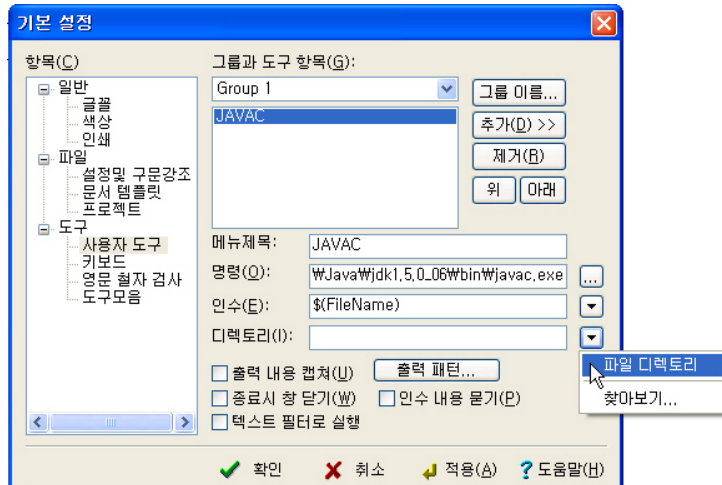 기본 설정
항목(C)
일반
글꼴
색상
인쇄
파일
설정및 구문강조
문서 템플릿
프로젝트
도구
사용자 도구
키보드
영문 철자 검사
도구모음
그룹과 도구 항목(G):
Group 1
그룹 이름...
JAVAC
추가(D) >>
제거(R)
위 아래
메뉴제목: JAVAC
명령(O): ₩Java₩jdk1,5,0_06₩bin₩javac,exe ...
인수(E): $(FileName)
디렉토리(I):
파일 디렉토리
찾아보기...
출력 내용 캡쳐(U) 출력 패턴...
종료시 창 닫기(W) 인수 내용 묻기(P)
텍스트 필터로 실행
확인 취소 적용(A) ? 도움말(H)